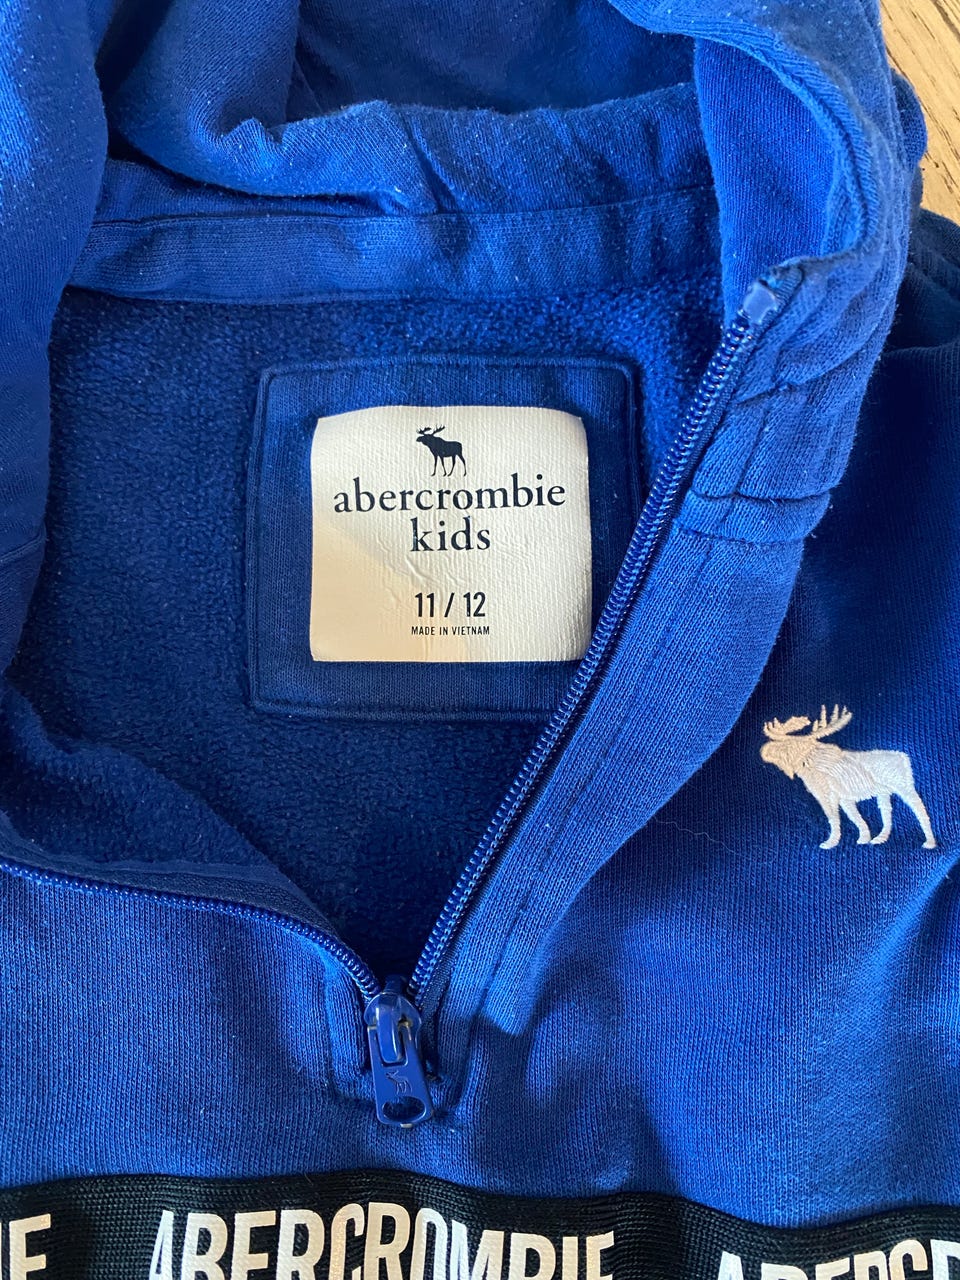 abercrombie
kids
11 / 12
MADE IN VIETNAM
ABERCROMBIE